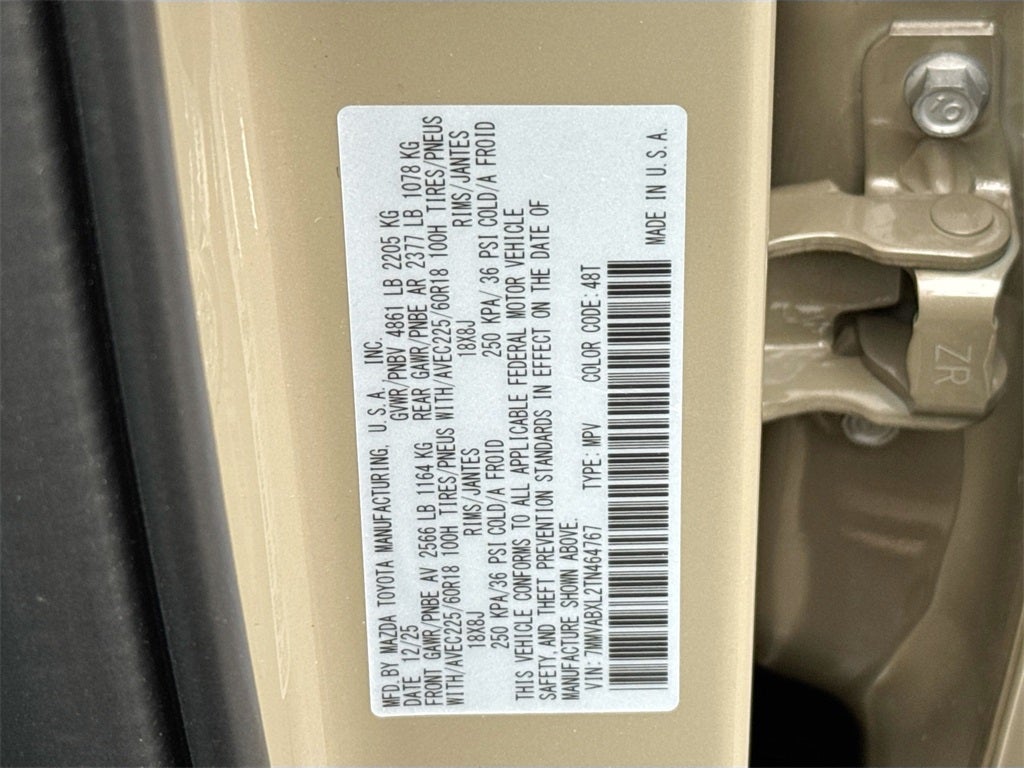 MFD. BY MAZDA TOYOTA MANUFACTURING, U.S.A. INC.
DATE 12/25 GVWR/PNBV 4861 LB 2205 KG
FRONT GAWR/PNBE AV 2566 LB 1164 KG REAR GAWR/PNBE AR 2377 LB 1078 KG
WITH/AVEC225/60R18 100H TIRES/PNEUS WITH/AVEC225/60R18 100H TIRES/PNEUS
18X8J RIMS/JANTES 18X8J RIMS/JANTES
250 KPA/36 PSI COLD/A FROID 250 KPA/ 36 PSI COLD/A FROID
THIS VEHICLE CONFORMS TO ALL APPLICABLE FEDERAL MOTOR VEHICLE
SAFETY, AND THEFT PREVENTION STANDARDS IN EFFECT ON THE DATE OF
MANUFACTURE SHOWN ABOVE.
VIN: 7MMVABXL2TN464767 TYPE: MPV COLOR CODE: 48T
MADE IN U.S.A.
ZR